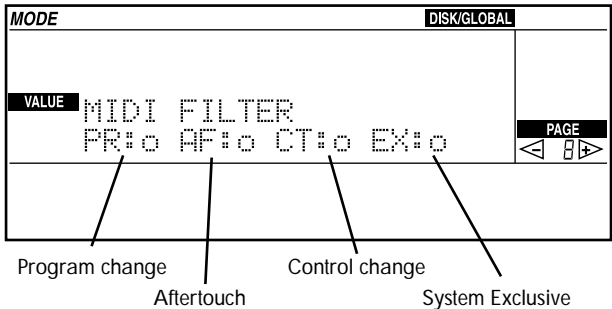 MODE DISK/GLOBAL
VALUE MIDI FILTER
PR:o AF:o CT:o EX:o
PAGE
- 8 +
Program change Control change
Aftertouch System Exclusive